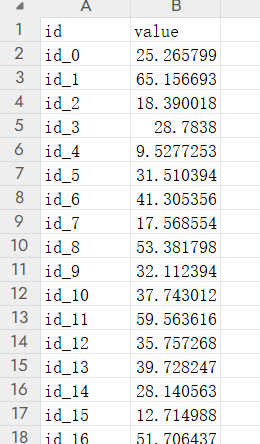 A B
1 id value
2 id_0 25.265799
3 id_1 65.156693
4 id_2 18.390018
5 id_3 28.7838
6 id_4 9.5277253
7 id_5 31.510394
8 id_6 41.305356
9 id_7 17.568554
10 id_8 53.381798
11 id_9 32.112394
12 id_10 37.743012
13 id_11 59.563616
14 id_12 35.757268
15 id_13 39.728247
16 id_14 28.140563
17 id_15 12.714988
18 id_16 51.706437